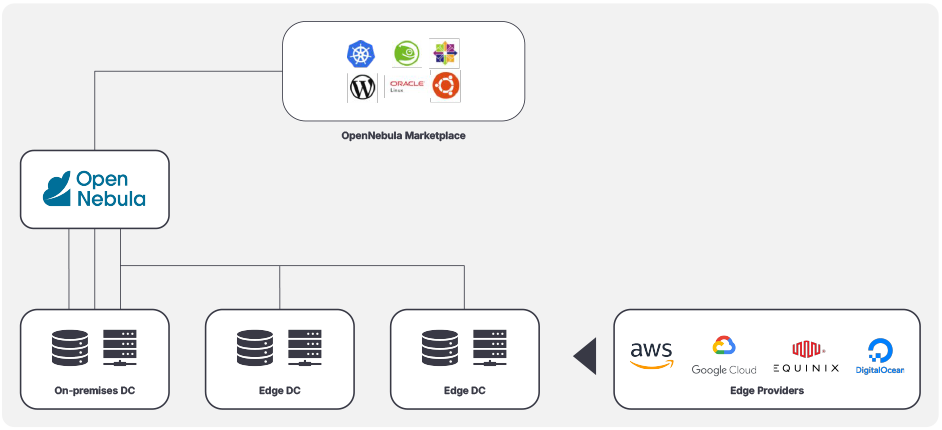 ORACLE
Linux
OpenNebula Marketplace
Open
Nebula
On-premises DC
Edge DC
Edge DC
aws
Google Cloud
EQUINIX
DigitalOcean
Edge Providers